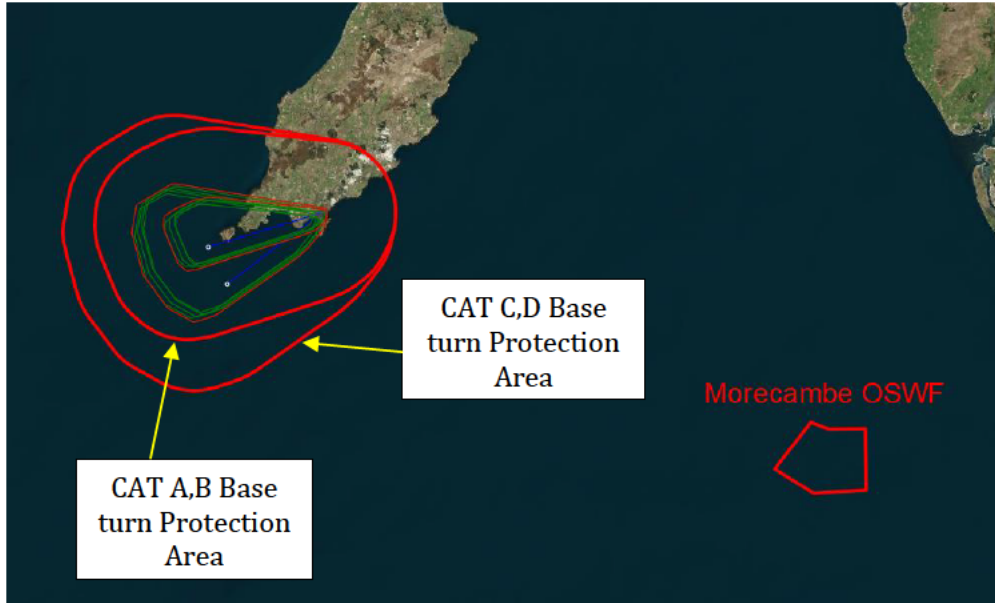 CAT C,D Base
turn Protection
Area
Morecambe OSWF
CAT A,B Base
turn Protection
Area